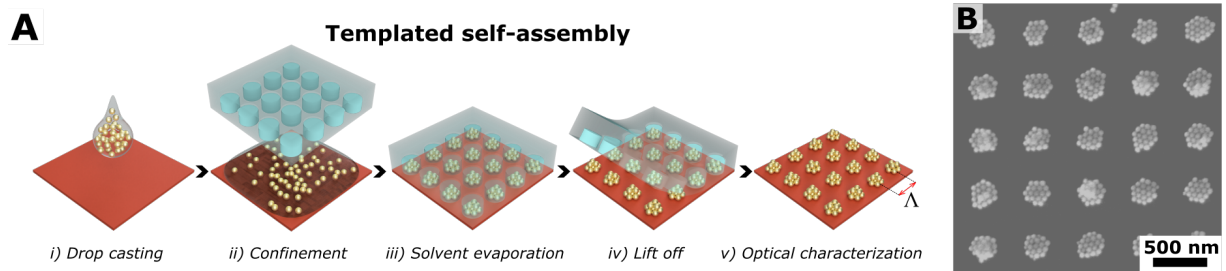 A
Templated self-assembly
i) Drop casting
ii) Confinement
iii) Solvent evaporation
iv) Lift off
v) Optical characterization
Λ
B
500 nm